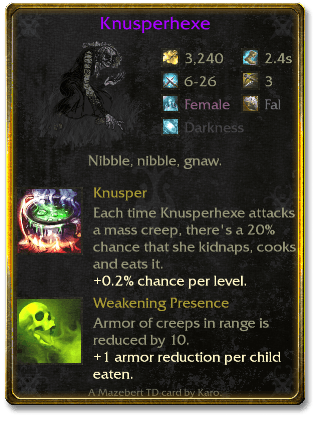 Knusperhexe
3,240 2.4s
6-26 3
Female Fal
Darkness
Nibble, nibble, gnaw.
Knusper
Each time Knusperhexe attacks
a mass creep, there's a 20%
chance that she kidnaps, cooks
and eats it.
+0.2% chance per level.
Weakening Presence
Armor of creeps in range is
reduced by 10.
+1 armor reduction per child
eaten.
A Mazebert TD card by Karo.